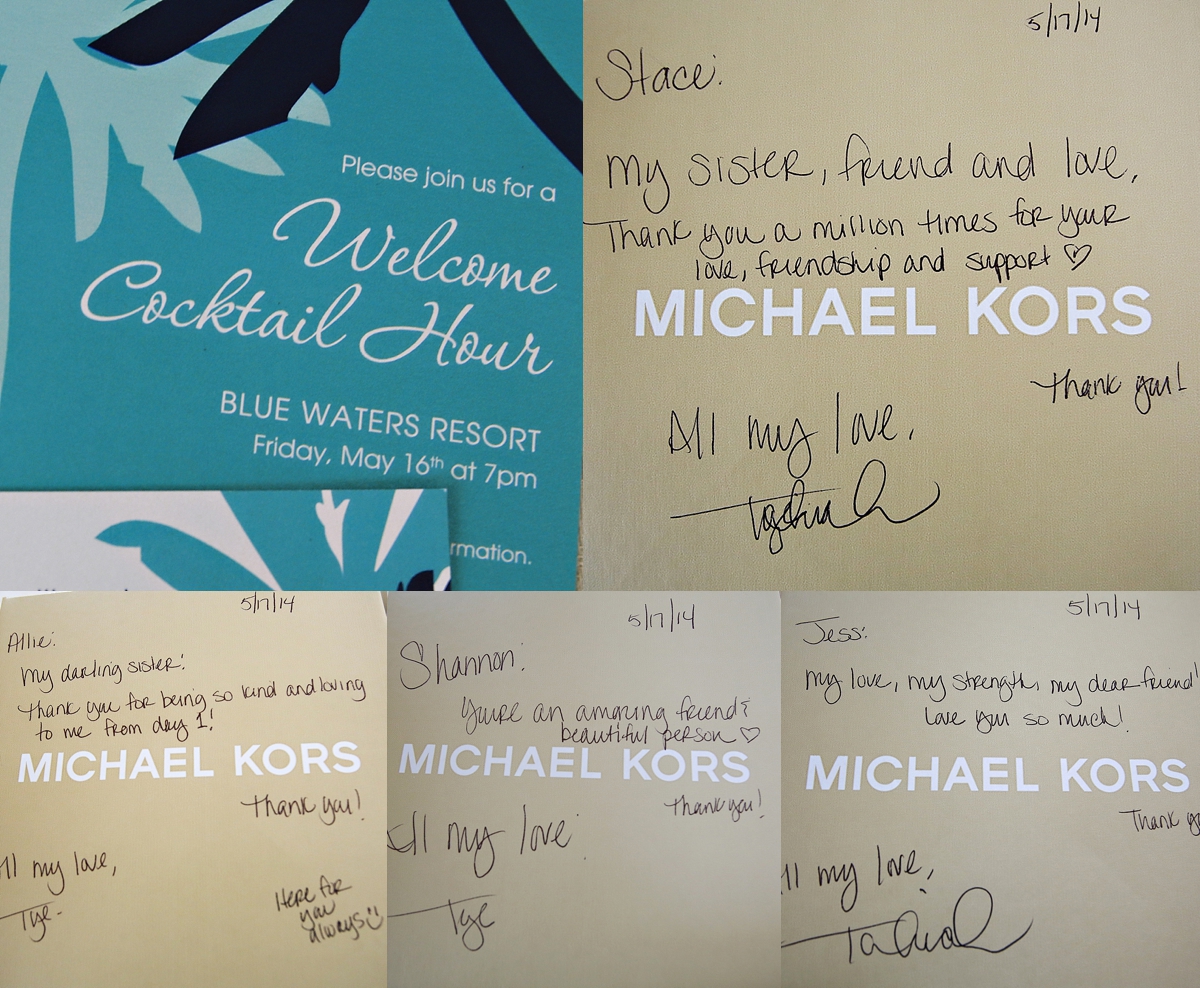 Please join us for a
Welcome
Cocktail Hour
BLUE WATERS RESORT
Friday, May 16th at 7pm
rmation.
5/17/14
Stace:
My sister, friend and love,
Thank you a million times for your
love, friendship and support ♡
MICHAEL KORS
Thank you!
All my love,
5/17/14
Allie:
My darling sister!
Thank you for being so kind and loving
to me from day 1!
MICHAEL KORS
Thank you!
All my love,
Tye-
Here for
you
always☺
5/17/14
Shannon:
You're an amazing friend &
beautiful person ♡
MICHAEL KORS
Thank you!
All my love,
Tye
5/17/14
Jess:
My love, my strength, my dear friend!
Love you so much!
MICHAEL KORS
Thank yo
All my love,